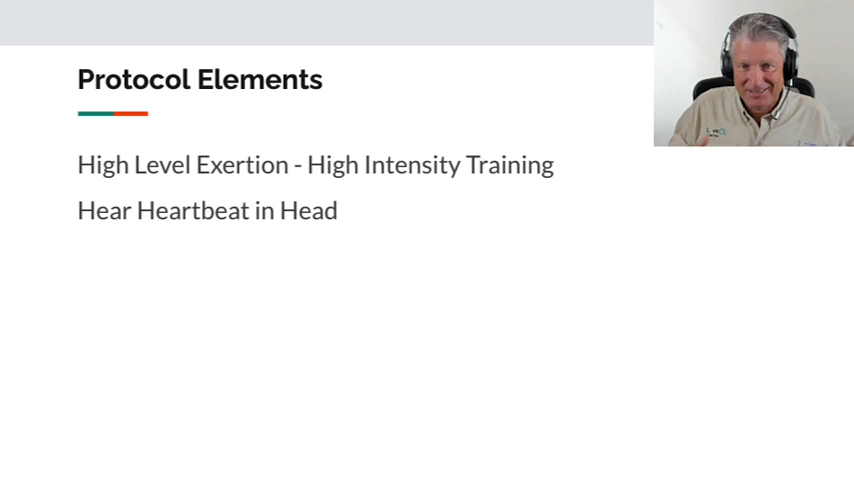 Protocol Elements
High Level Exertion - High Intensity Training
Hear Heartbeat in Head